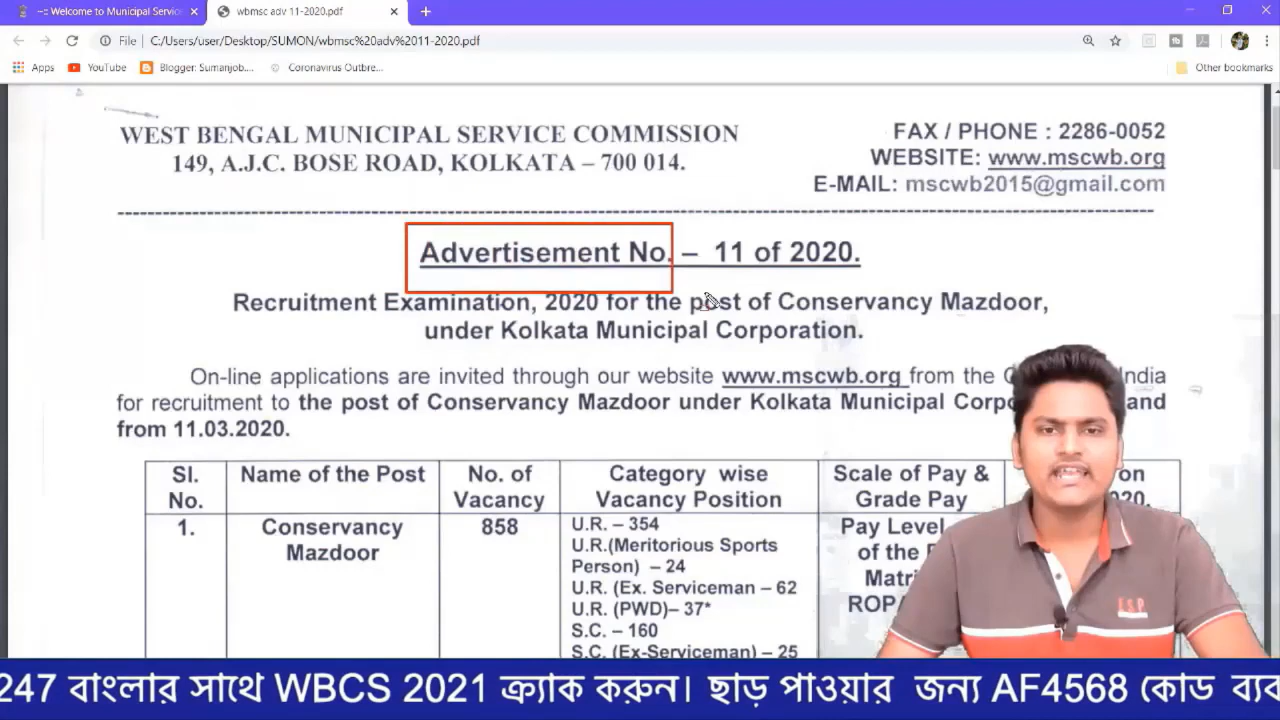 -:: Welcome to Municipal Service
wbmsc adv 11-2020.pdf
File
C:/Users/user/Desktop/SUMON/wbmsc%20adv%2011-2020.pdf
Apps
YouTube
Blogger: Sumanjob....
Coronavirus Outbre...
Other bookmarks
WEST BENGAL MUNICIPAL SERVICE COMMISSION
149, A.J.C. BOSE ROAD, KOLKATA – 700 014.
FAX / PHONE : 2286-0052
WEBSITE: www.mscwb.org
E-MAIL: mscwb2015@gmail.com
Advertisement No. – 11 of 2020.
Recruitment Examination, 2020 for the post of Conservancy Mazdoor,
under Kolkata Municipal Corporation.
On-line applications are invited through our website www.mscwb.org from the India
for recruitment to the post of Conservancy Mazdoor under Kolkata Municipal Corpo and
from 11.03.2020.
Sl. No.
Name of the Post
No. of Vacancy
Category wise Vacancy Position
Scale of Pay & Grade Pay
on
2020.
1.
Conservancy
Mazdoor
858
U.R. – 354
U.R.(Meritorious Sports
Person) – 24
U.R. (Ex. Serviceman – 62
U.R. (PWD)– 37*
S.C. – 160
S.C. (Ex-Serviceman) – 25
Pay Level
of the
Matri
ROPA
E.S.P.
247 বাংলার সাথে WBCS 2021 ক্র্যাক করুন। ছাড় পাওয়ার জন্য AF4568 কোড ব্যব